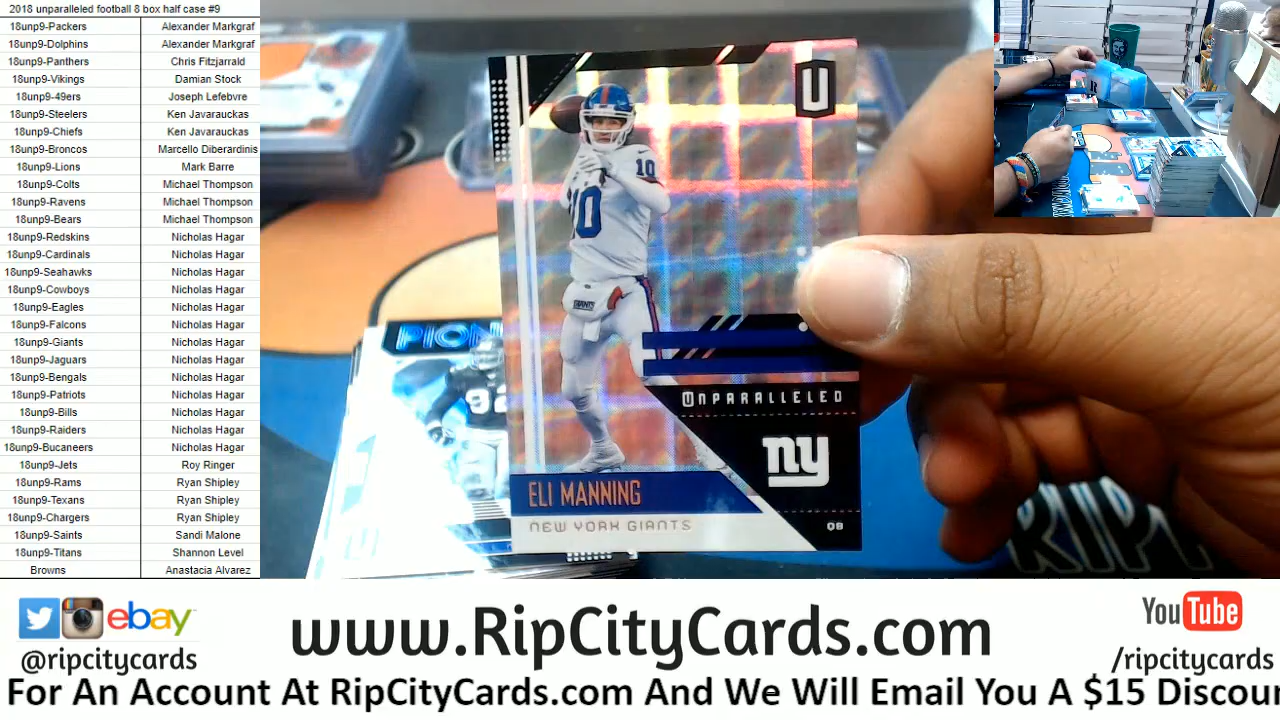 2018 unparalleled football 8 box half case #9
18unp9-Packers Alexander Markgraf
18unp9-Dolphins Alexander Markgraf
18unp9-Panthers Chris Fitzjarrald
18unp9-Vikings Damian Stock
18unp9-49ers Joseph Lefebvre
18unp9-Steelers Ken Javarauckas
18unp9-Chiefs Ken Javarauckas
18unp9-Broncos Marcello Diberardinis
18unp9-Lions Mark Barre
18unp9-Colts Michael Thompson
18unp9-Ravens Michael Thompson
18unp9-Bears Michael Thompson
18unp9-Redskins Nicholas Hagar
18unp9-Cardinals Nicholas Hagar
18unp9-Seahawks Nicholas Hagar
18unp9-Cowboys Nicholas Hagar
18unp9-Eagles Nicholas Hagar
18unp9-Falcons Nicholas Hagar
18unp9-Giants Nicholas Hagar
18unp9-Jaguars Nicholas Hagar
18unp9-Bengals Nicholas Hagar
18unp9-Patriots Nicholas Hagar
18unp9-Bills Nicholas Hagar
18unp9-Raiders Nicholas Hagar
18unp9-Bucaneers Nicholas Hagar
18unp9-Jets Roy Ringer
18unp9-Rams Ryan Shipley
18unp9-Texans Ryan Shipley
18unp9-Chargers Ryan Shipley
18unp9-Saints Sandi Malone
18unp9-Titans Shannon Level
Browns Anastacia Alvarez
U
10
10
GIANTS
PION
92
UNPARALLELED
ny
ELI MANNING
NEW YORK GIANTS
QB
RIP
ebay
@ripcitycards
www.RipCityCards.com
YouTube
/ripcitycards
For An Account At RipCityCards.com And We Will Email You A $15 Discoun